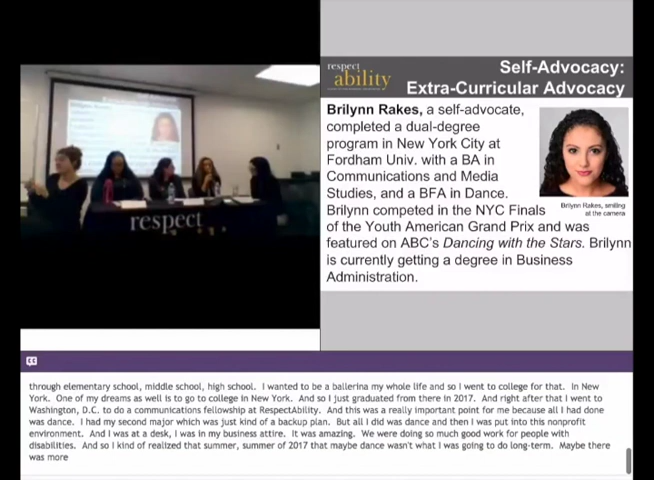 respect
respect
ability
Self-Advocacy:
Extra-Curricular Advocacy
Brilynn Rakes, a self-advocate,
completed a dual-degree
program in New York City at
Fordham Univ. with a BA in
Communications and Media
Studies, and a BFA in Dance.
Brilynn competed in the NYC Finals
of the Youth American Grand Prix and was
featured on ABC's Dancing with the Stars. Brilynn
is currently getting a degree in Business
Administration.
Brilynn Rakes, smiling
at the camera
through elementary school, middle school, high school. I wanted to be a ballerina my whole life and so I went to college for that. In New
York. One of my dreams as well is to go to college in New York. And so I just graduated from there in 2017. And right after that I went to
Washington, D.C. to do a communications fellowship at RespectAbility. And this was a really important point for me because all I had done
was dance. I had my second major which was just kind of a backup plan. But all I did was dance and then I was put into this nonprofit
environment. And I was at a desk, I was in my business attire. It was amazing. We were doing so much good work for people with
disabilities. And so I kind of realized that summer, summer of 2017 that maybe dance wasn't what I was going to do long-term. Maybe there
was more